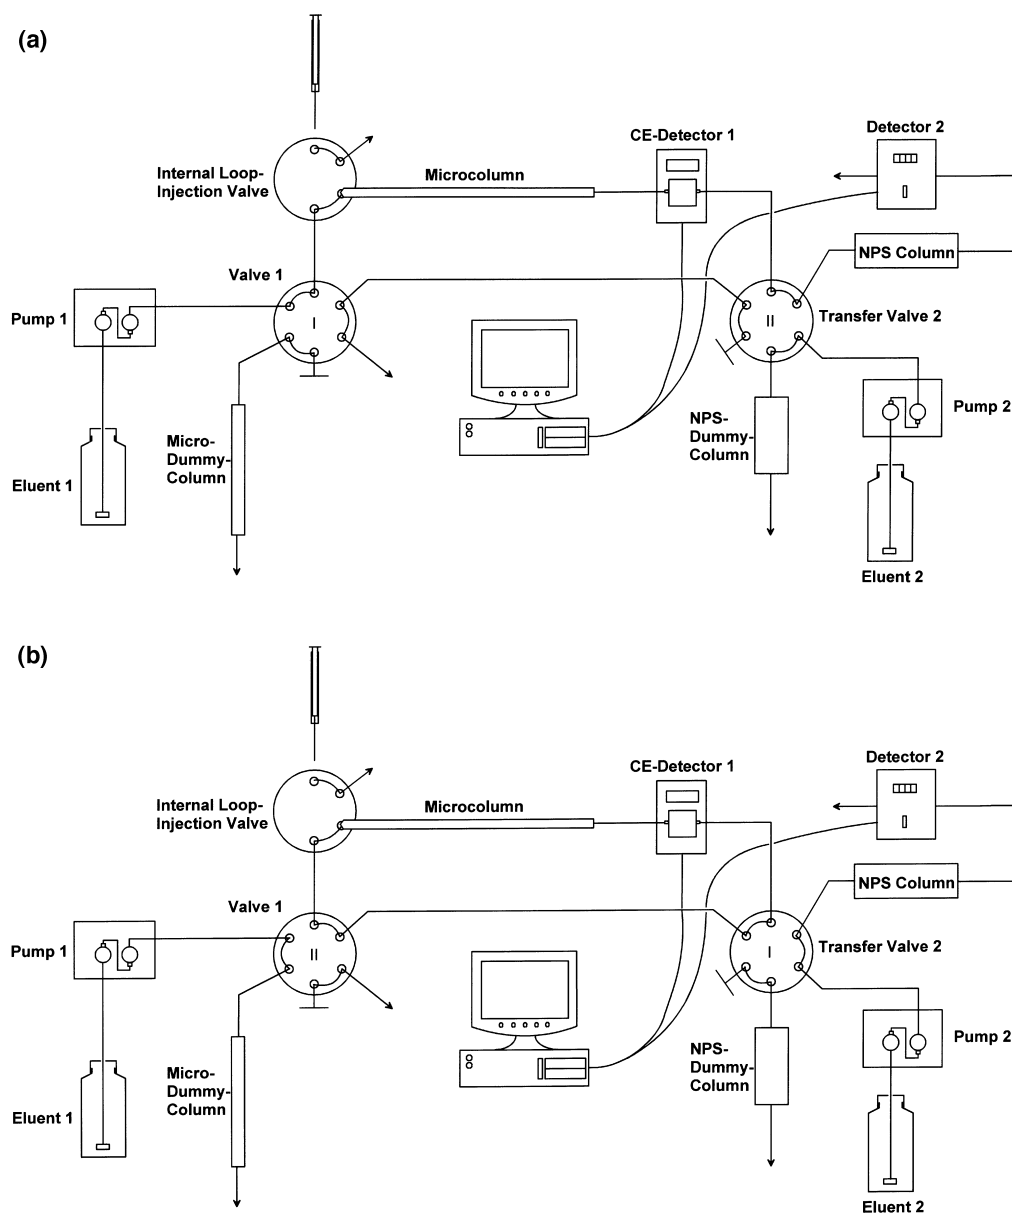 (a)
CE-Detector 1
Detector 2
Internal Loop-
Injection Valve
Microcolumn
NPS Column
Valve 1
Pump 1
I
II
Transfer Valve 2
Micro-
Dummy-
Column
NPS-
Dummy-
Column
Pump 2
Eluent 1
Eluent 2
(b)
CE-Detector 1
Detector 2
Internal Loop-
Injection Valve
Microcolumn
NPS Column
Valve 1
Pump 1
II
I
Transfer Valve 2
Micro-
Dummy-
Column
NPS-
Dummy-
Column
Pump 2
Eluent 1
Eluent 2